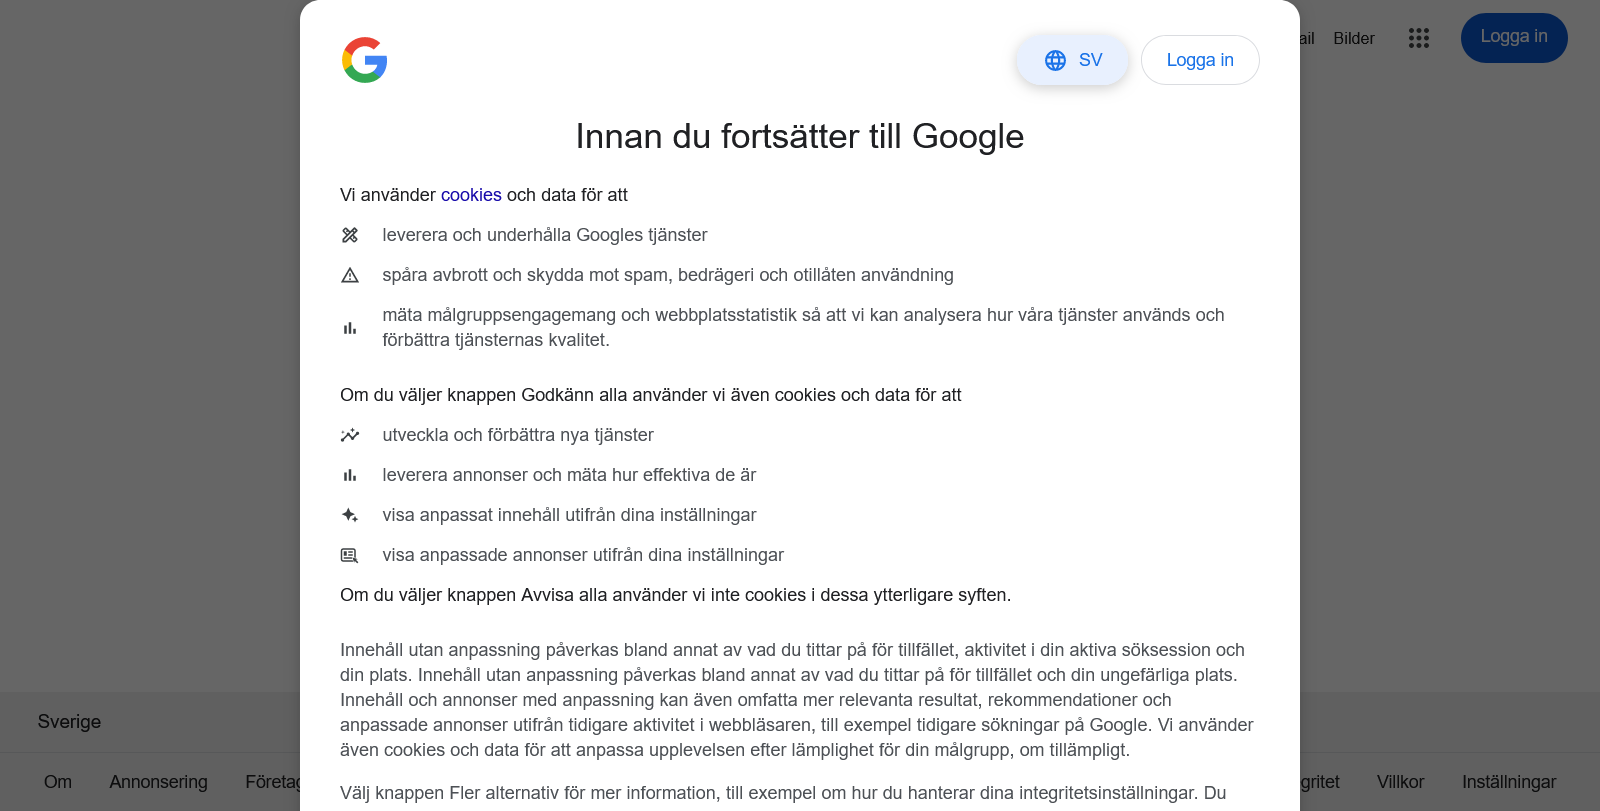 Bilder
Logga in
SV
Logga in
Innan du fortsätter till Google
Vi använder cookies och data för att
leverera och underhålla Googles tjänster
spåra avbrott och skydda mot spam, bedrägeri och otillåten användning
mäta målgruppsengagemang och webbplatsstatistik så att vi kan analysera hur våra tjänster används och
förbättra tjänsternas kvalitet.
Om du väljer knappen Godkänn alla använder vi även cookies och data för att
utveckla och förbättra nya tjänster
leverera annonser och mäta hur effektiva de är
visa anpassat innehåll utifrån dina inställningar
visa anpassade annonser utifrån dina inställningar
Om du väljer knappen Avvisa alla använder vi inte cookies i dessa ytterligare syften.
Innehåll utan anpassning påverkas bland annat av vad du tittar på för tillfället, aktivitet i din aktiva söksession och
din plats. Innehåll utan anpassning påverkas bland annat av vad du tittar på för tillfället och din ungefärliga plats.
Innehåll och annonser med anpassning kan även omfatta mer relevanta resultat, rekommendationer och
anpassade annonser utifrån tidigare aktivitet i webbläsaren, till exempel tidigare sökningar på Google. Vi använder
även cookies och data för att anpassa upplevelsen efter lämplighet för din målgrupp, om tillämpligt.
Välj knappen Fler alternativ för mer information, till exempel om hur du hanterar dina integritetsinställningar. Du
Sverige
Om
Annonsering
Villkor
Inställningar